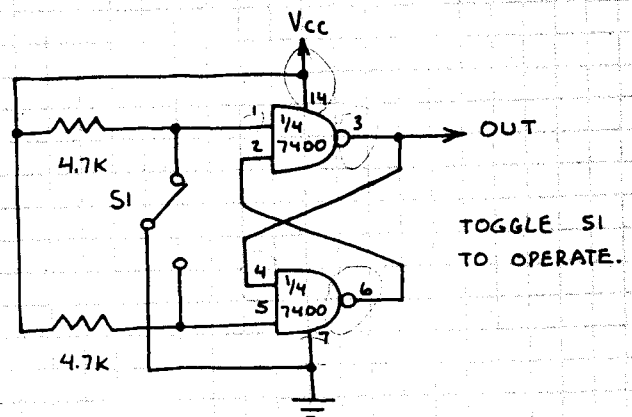 Vcc
14
1
1/4
7400
2
3
OUT
4.7K
S1
TOGGLE S1
TO OPERATE.
4
1/4
7400
5
6
7
4.7K